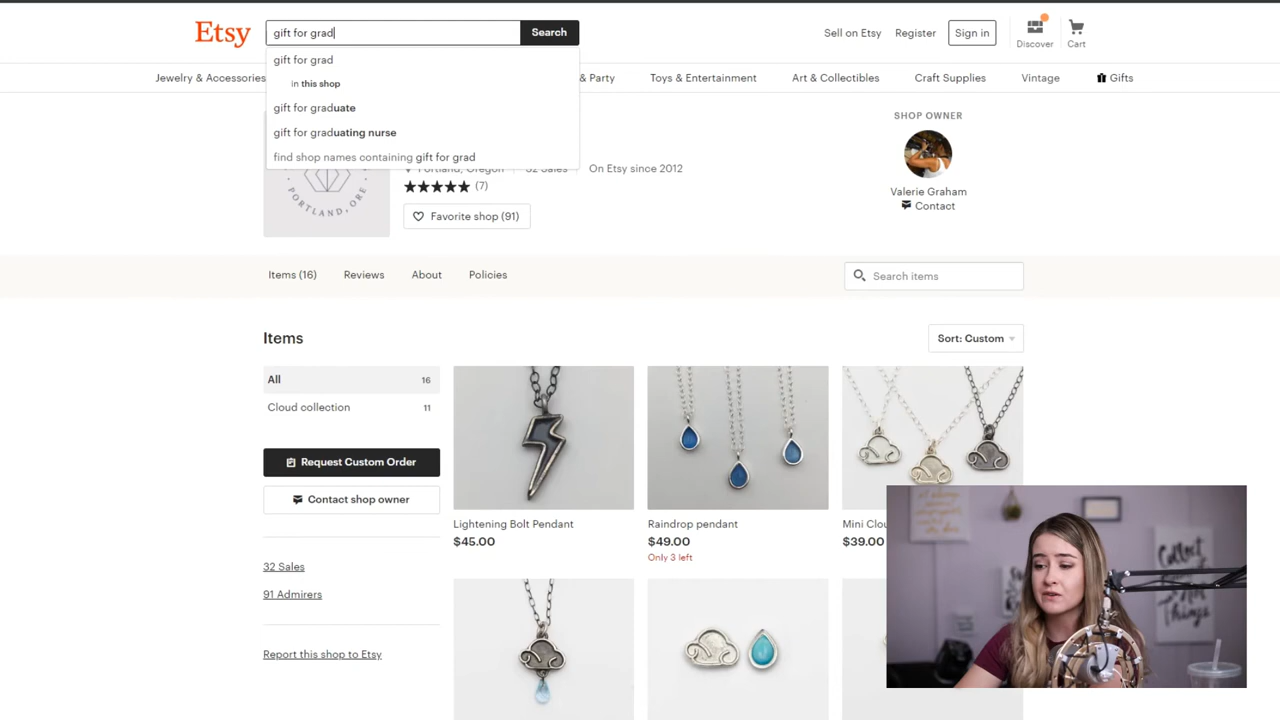 Etsy
gift for grad
Search
Sell on Etsy
Register
Sign in
Discover
Cart
gift for grad
in this shop
gift for graduate
gift for graduating nurse
find shop names containing gift for grad
Jewelry & Accessories
& Party
Toys & Entertainment
Art & Collectibles
Craft Supplies
Vintage
Gifts
PORTLAND, ORE
Portland, Oregon
32 Sales
On Etsy since 2012
(7)
Favorite shop (91)
SHOP OWNER
Valerie Graham
Contact
Items (16)
Reviews
About
Policies
Search items
Items
Sort: Custom
All 16
Cloud collection 11
Request Custom Order
Contact shop owner
32 Sales
91 Admirers
Report this shop to Etsy
Lightening Bolt Pendant
$45.00
Raindrop pendant
$49.00
Only 3 left
Mini Clou
$39.00
Collect
Things